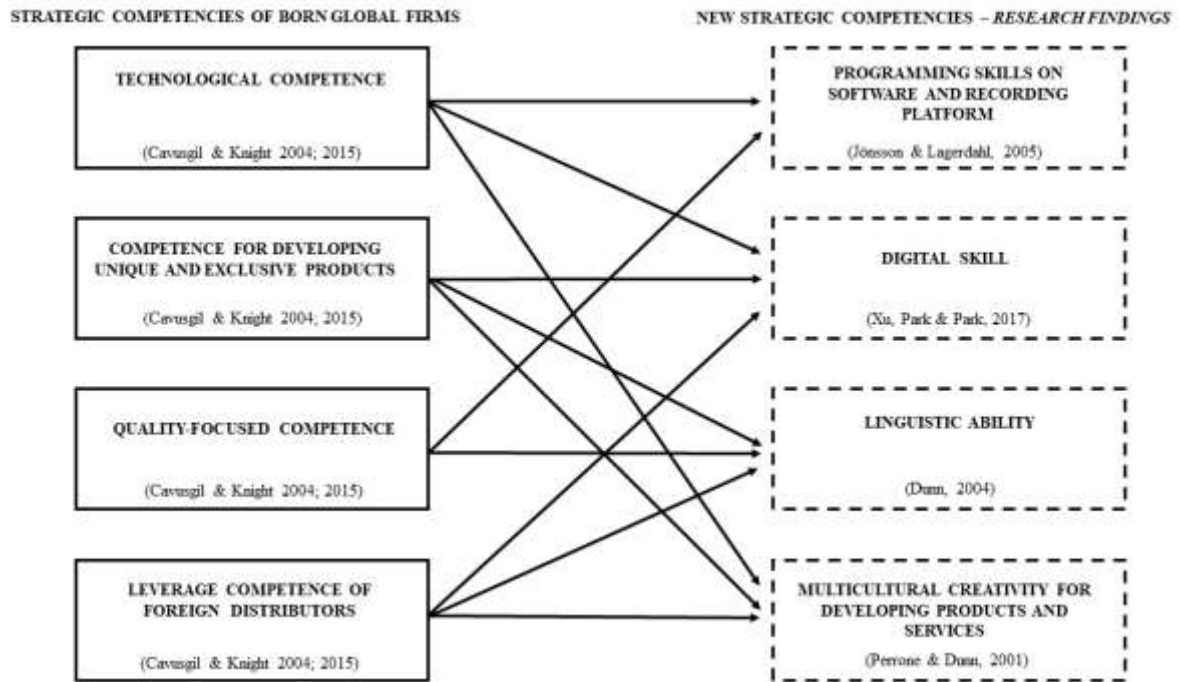 STRATEGIC COMPETENCIES OF BORN GLOBAL FIRMS
TECHNOLOGICAL COMPETENCE
(Cavusgil & Knight 2004; 2015)
COMPETENCE FOR DEVELOPING
UNIQUE AND EXCLUSIVE PRODUCTS
(Cavusgil & Knight 2004; 2015)
QUALITY-FOCUSED COMPETENCE
(Cavusgil & Knight 2004; 2015)
LEVERAGE COMPETENCE OF
FOREIGN DISTRIBUTORS
(Cavusgil & Knight 2004; 2015)
NEW STRATEGIC COMPETENCIES – RESEARCH FINDINGS
PROGRAMMING SKILLS ON
SOFTWARE AND RECORDING
PLATFORM
(Jónsson & Lagerdahl, 2005)
DIGITAL SKILL
(Xu, Park & Park, 2017)
LINGUISTIC ABILITY
(Dunn, 2004)
MULTICULTURAL CREATIVITY FOR
DEVELOPING PRODUCTS AND
SERVICES
(Perrone & Dunn, 2001)